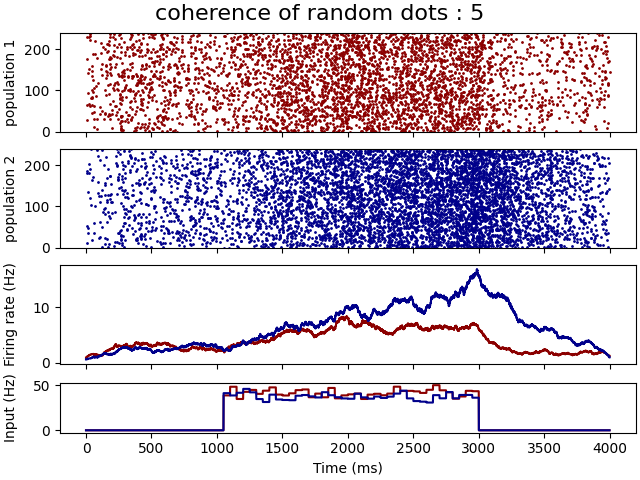 coherence of random dots : 5
population 1
200
100
0
population 2
200
100
0
Firing rate (Hz)
10
0
Input (Hz)
50
0
0 500 1000 1500 2000 2500 3000 3500 4000
Time (ms)